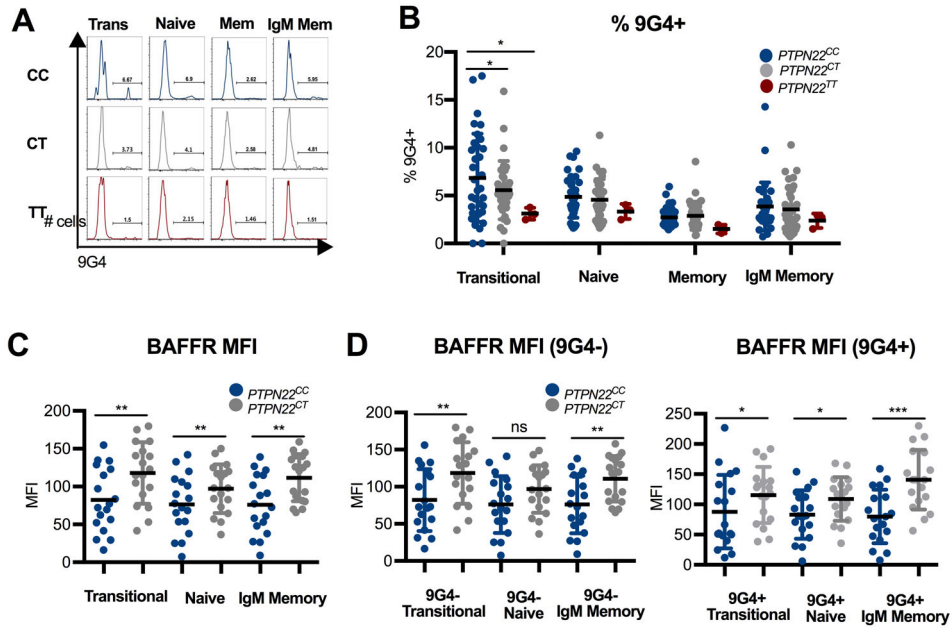 A
Trans Naive Mem IgM Mem
CC
6.67 6.9 2.62 5.95
CT
3.73 4.1 2.58 4.81
TT
1.5 2.15 1.46 1.51
# cells
9G4
B
% 9G4+
PTPN22CC
PTPN22CT
PTPN22TT
*
*
% 9G4+
20
15
10
5
0
Transitional Naive Memory IgM Memory
C
BAFFR MFI
PTPN22CC
PTPN22CT
** ** **
MFI
200
150
100
50
0
Transitional Naive IgM Memory
D
BAFFR MFI (9G4-)
PTPN22CC
PTPN22CT
** ns **
MFI
200
150
100
50
0
9G4- 9G4- 9G4-
Transitional Naive IgM Memory
BAFFR MFI (9G4+)
* * ***
MFI
250
200
150
100
50
0
9G4+ 9G4+ 9G4+
Transitional Naive IgM Memory